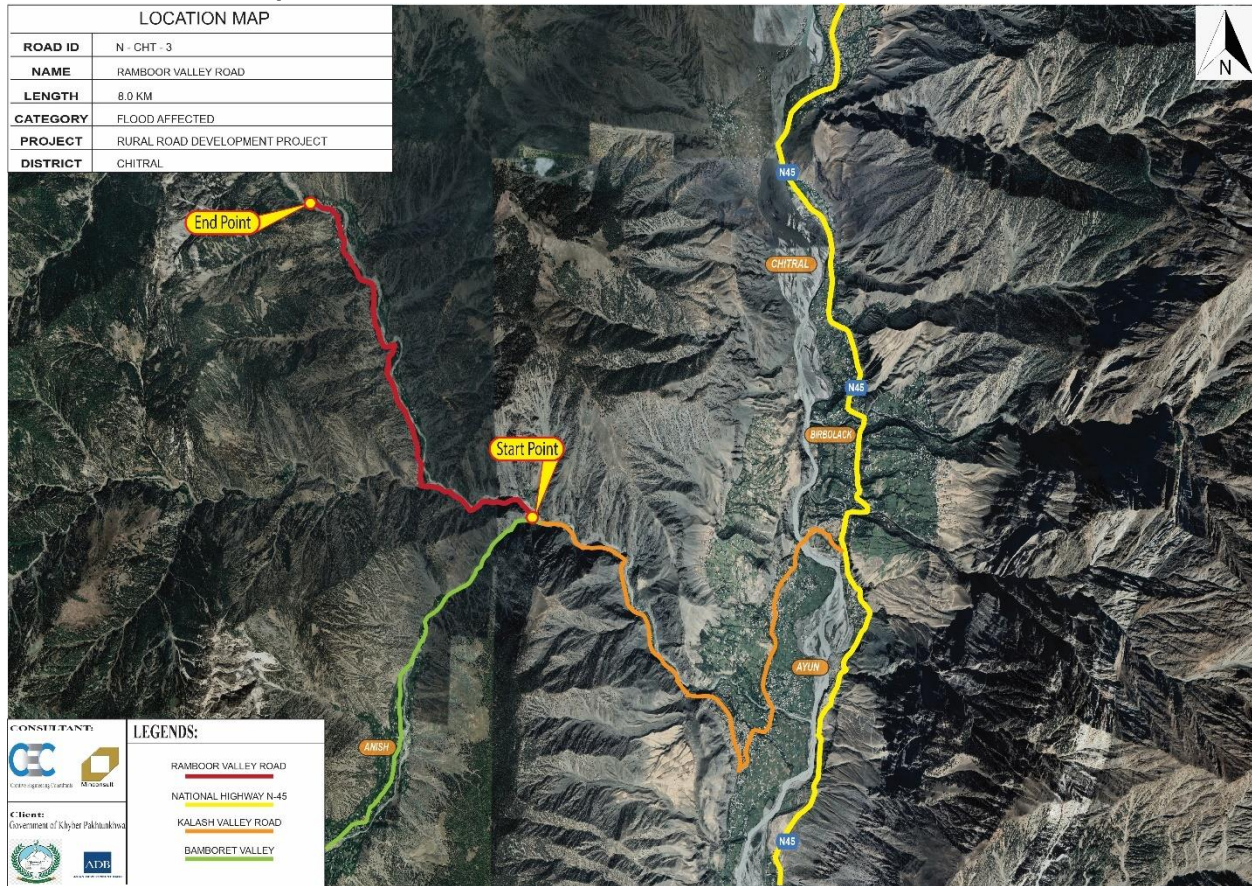 LOCATION MAP
ROAD ID N - CHT - 3
NAME RAMBOOR VALLEY ROAD
LENGTH 8.0 KM
CATEGORY FLOOD AFFECTED
PROJECT RURAL ROAD DEVELOPMENT PROJECT
DISTRICT CHITRAL
N
N45
End Point
CHITRAL
N45
BIRBOLACK
Start Point
AYUN
ANISH
N45
CONSULTANT:
CEC
Minconsult
Client:
Government of Khyber Pakhtunkhwa
ADB
LEGENDS:
RAMBOOR VALLEY ROAD
NATIONAL HIGHWAY N-45
KALASH VALLEY ROAD
BAMBORET VALLEY